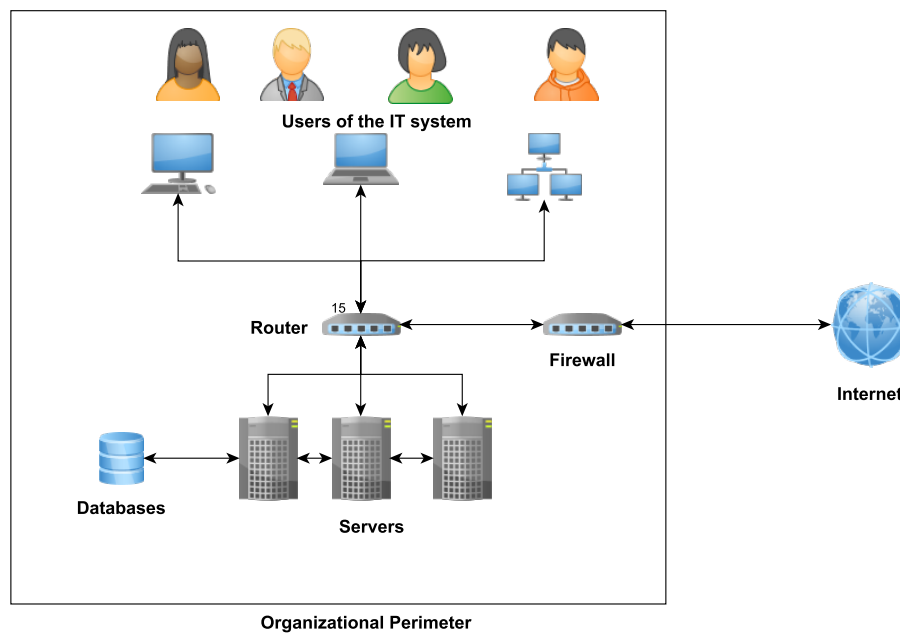 Users of the IT system
15
Router
Firewall
Internet
Databases
Servers
Organizational Perimeter